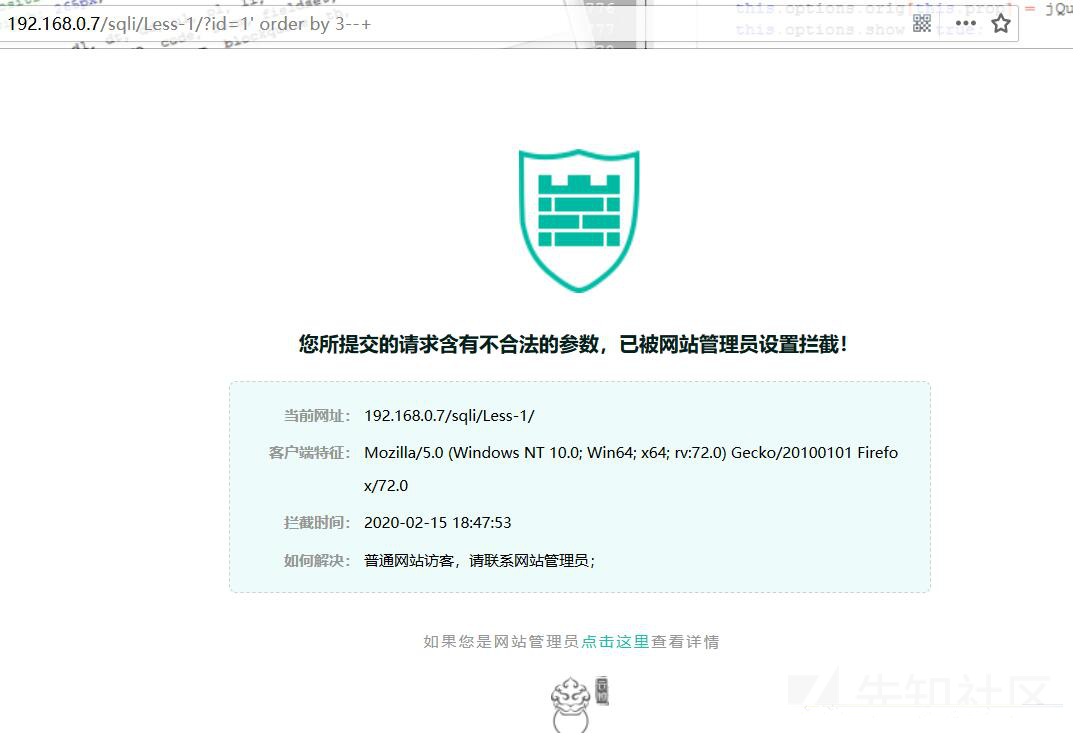 192.168.0.7/sqli/Less-1/?id=1' order by 3--+
您所提交的请求含有不合法的参数，已被网站管理员设置拦截！
当前网址： 192.168.0.7/sqli/Less-1/
客户端特征： Mozilla/5.0 (Windows NT 10.0; Win64; x64; rv:72.0) Gecko/20100101 Firefo
x/72.0
拦截时间： 2020-02-15 18:47:53
如何解决： 普通网站访客，请联系网站管理员；
如果您是网站管理员点击这里查看详情
先知社区